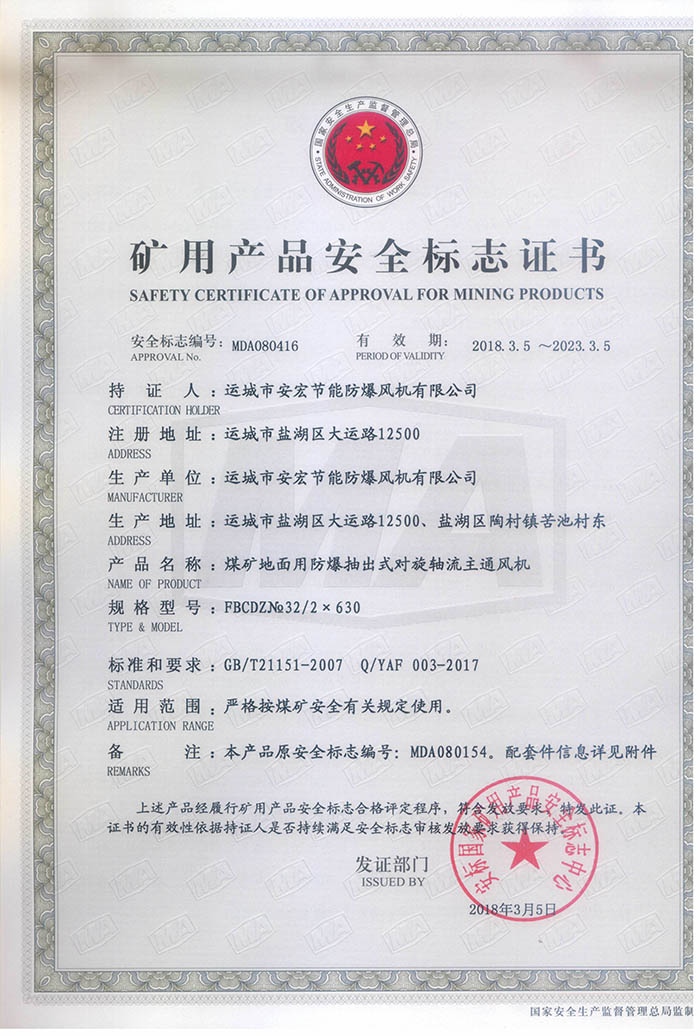 国家安全生产监督管理总局
STATE ADMINISTRATION OF WORK SAFETY
矿用产品安全标志证书
SAFETY CERTIFICATE OF APPROVAL FOR MINING PRODUCTS
安全标志编号: MDA080416 有 效 期: 2018.3.5 ~2023.3.5
APPROVAL No. PERIOD OF VALIDITY
持 证 人: 运城市安宏节能防爆风机有限公司
CERTIFICATION HOLDER
注 册 地 址: 运城市盐湖区大运路12500
ADDRESS
生 产 单 位: 运城市安宏节能防爆风机有限公司
MANUFACTURER
生 产 地 址: 运城市盐湖区大运路12500、盐湖区陶村镇苦池村东
ADDRESS
产 品 名 称: 煤矿地面用防爆抽出式对旋轴流主通风机
NAME OF PRODUCT
规 格 型 号: FBCDZ№32/2×630
TYPE & MODEL
标准和要求: GB/T21151-2007 Q/YAF 003-2017
STANDARDS
适 用 范 围: 严格按煤矿安全有关规定使用。
APPLICATION RANGE
备 注: 本产品原安全标志编号: MDA080154。配套件信息详见附件
REMARKS
上述产品经履行矿用产品安全标志合格评定程序，符合发放要求，特发此证。本
证书的有效性依据持证人是否持续满足安全标志审核发放要求获得保持。
发证部门
ISSUED BY
安标国家矿用产品安全标志中心
2018年3月5日
国家安全生产监督管理总局监制
MA